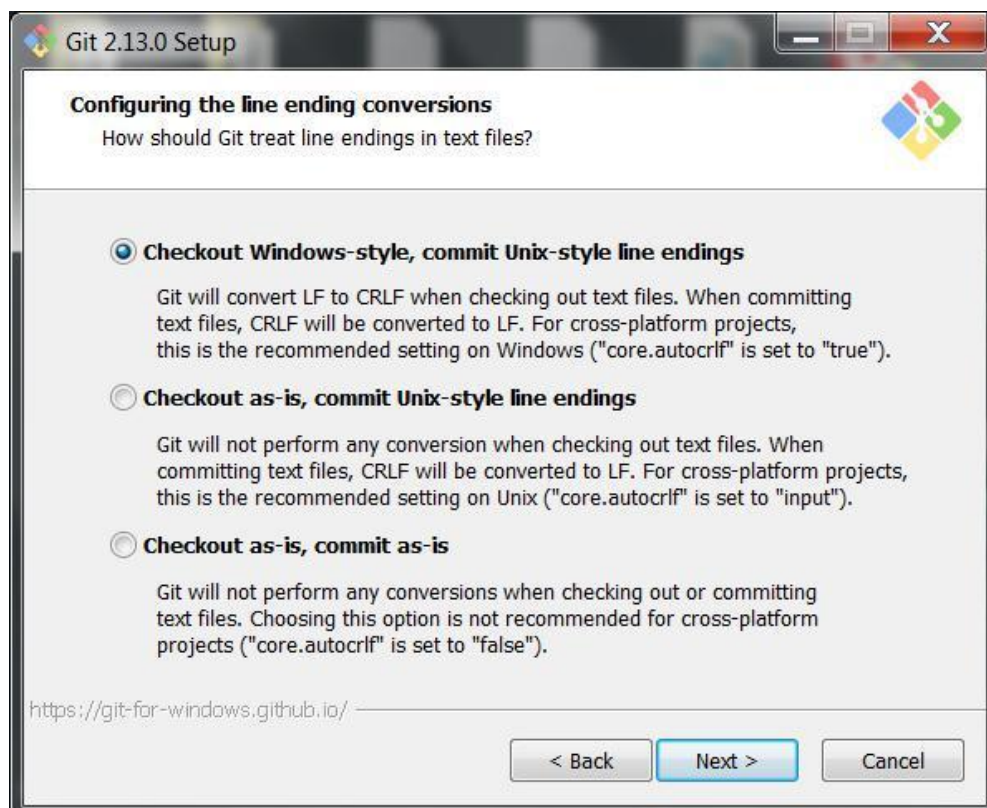 Git 2.13.0 Setup
Configuring the line ending conversions
How should Git treat line endings in text files?
Checkout Windows-style, commit Unix-style line endings
Git will convert LF to CRLF when checking out text files. When committing
text files, CRLF will be converted to LF. For cross-platform projects,
this is the recommended setting on Windows ("core.autocrlf" is set to "true").
Checkout as-is, commit Unix-style line endings
Git will not perform any conversion when checking out text files. When
committing text files, CRLF will be converted to LF. For cross-platform projects,
this is the recommended setting on Unix ("core.autocrlf" is set to "input").
Checkout as-is, commit as-is
Git will not perform any conversions when checking out or committing
text files. Choosing this option is not recommended for cross-platform
projects ("core.autocrlf" is set to "false").
https://git-for-windows.github.io/
< Back Next > Cancel